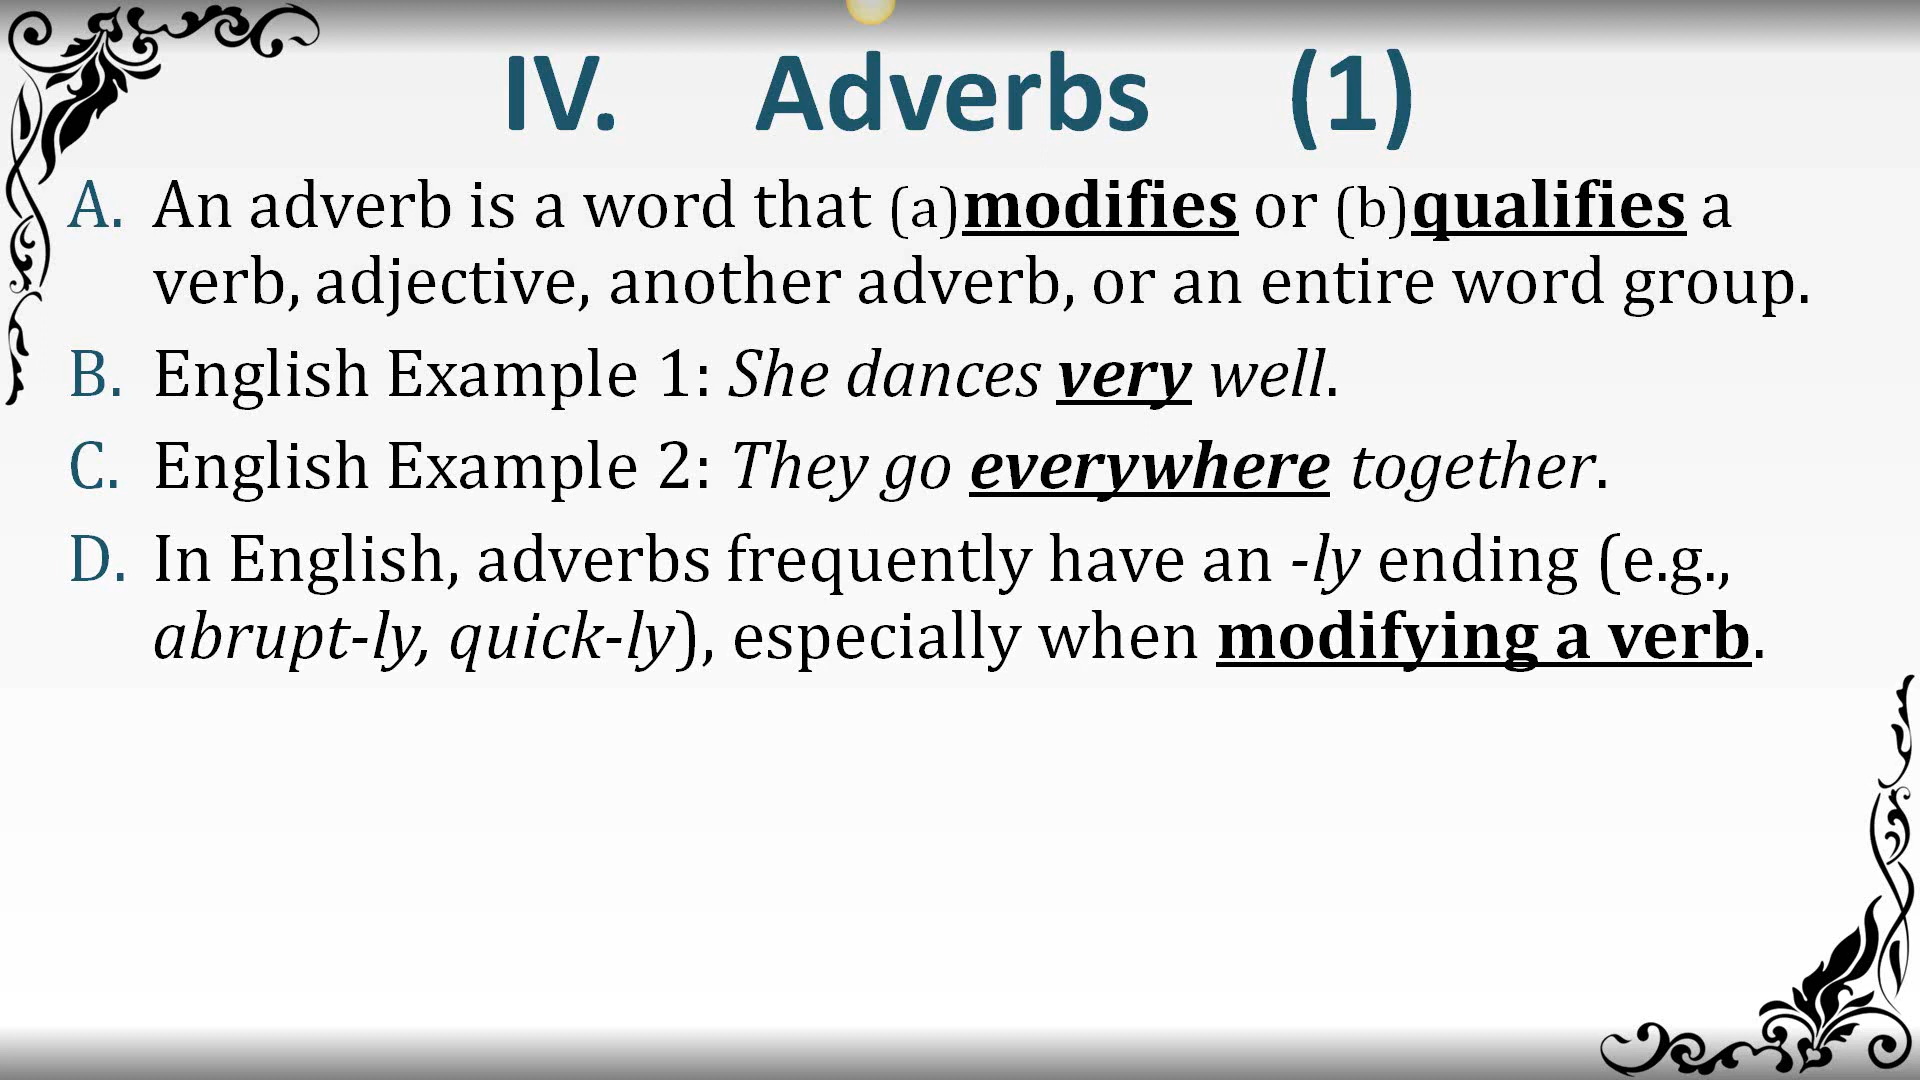 IV. Adverbs (1)
A. An adverb is a word that (a)modifies or (b)qualifies a
verb, adjective, another adverb, or an entire word group.
B. English Example 1: She dances very well.
C. English Example 2: They go everywhere together.
D. In English, adverbs frequently have an -ly ending (e.g.,
abrupt-ly, quick-ly), especially when modifying a verb.